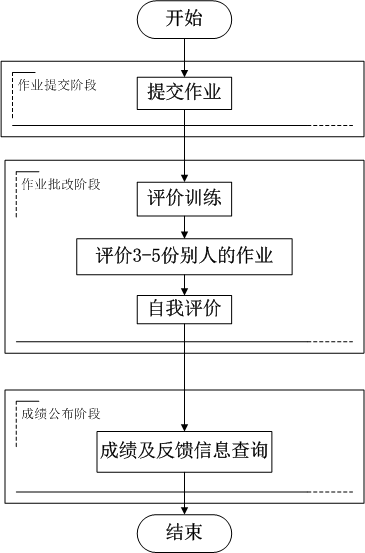 开始
作业提交阶段
提交作业
作业批改阶段
评价训练
评价3-5份别人的作业
自我评价
成绩公布阶段
成绩及反馈信息查询
结束